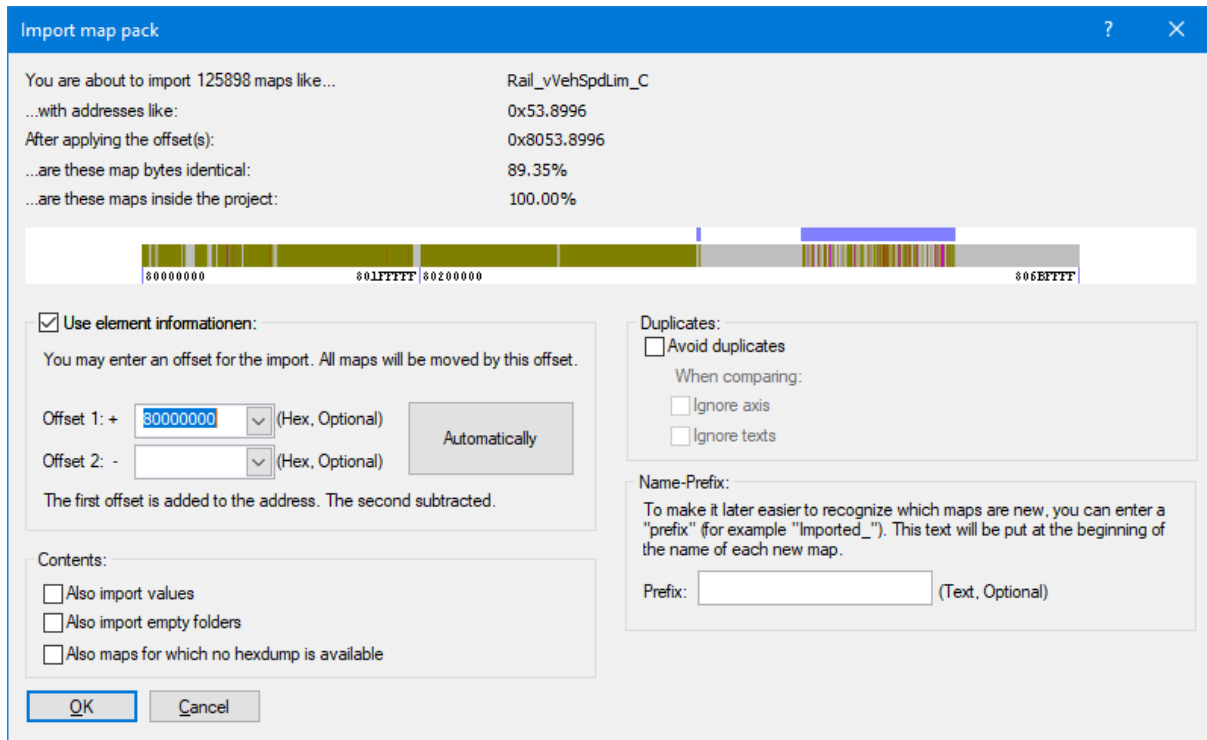 Import map pack
?
You are about to import 125898 maps like... Rail_vVehSpdLim_C
...with addresses like: 0x53.8996
After applying the offset(s): 0x8053.8996
...are these map bytes identical: 89.35%
...are these maps inside the project: 100.00%
80000000 801FFFFF 80200000 806BFFFF
Use element informationen:
You may enter an offset for the import. All maps will be moved by this offset.
Offset 1: + 80000000 (Hex, Optional)
Automatically
Offset 2: - (Hex, Optional)
The first offset is added to the address. The second subtracted.
Contents:
Also import values
Also import empty folders
Also maps for which no hexdump is available
Duplicates:
Avoid duplicates
When comparing:
Ignore axis
Ignore texts
Name-Prefix:
To make it later easier to recognize which maps are new, you can enter a
"prefix" (for example "Imported_"). This text will be put at the beginning of
the name of each new map.
Prefix: (Text, Optional)
OK Cancel